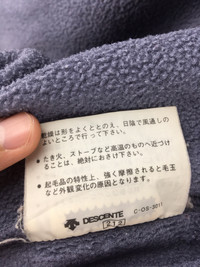 ●乾燥は形をよくととのえ、日陰で風通しの
よいところで行って下さい。
●たき火、ストーブなど高温のものへ近づけ
ることは、絶対におさけ下さい。
●起毛品の特性上、強く摩擦されると毛玉
など外観変化の原因となります。
DESCENTE
C-DS-3011
212